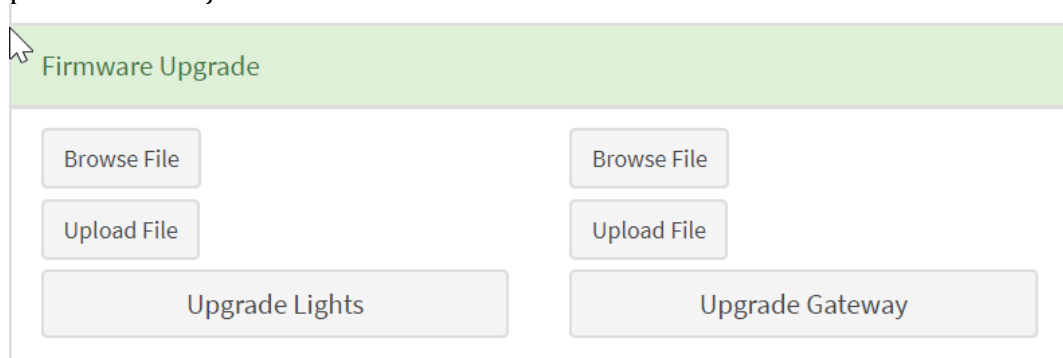 Firmware Upgrade
Browse File
Browse File
Upload File
Upload File
Upgrade Lights
Upgrade Gateway